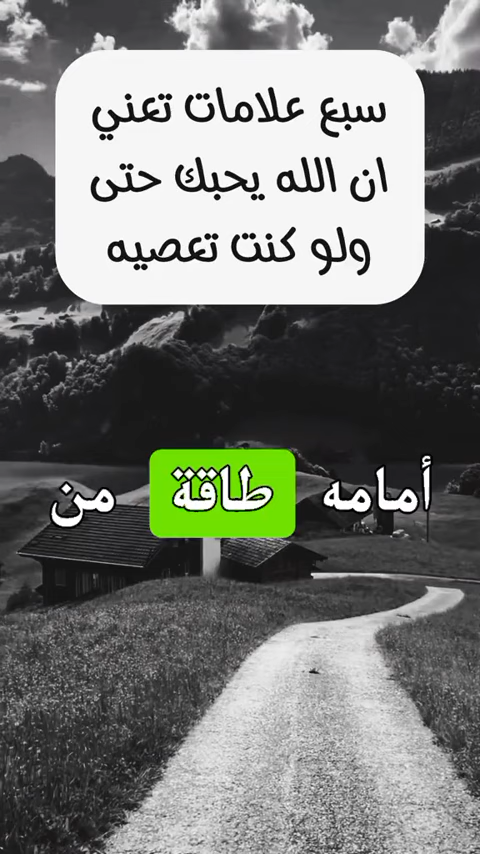 سبع علامات تعني
ان الله يحبك حتى
ولو كنت تعصيه
أمامه طاقة من